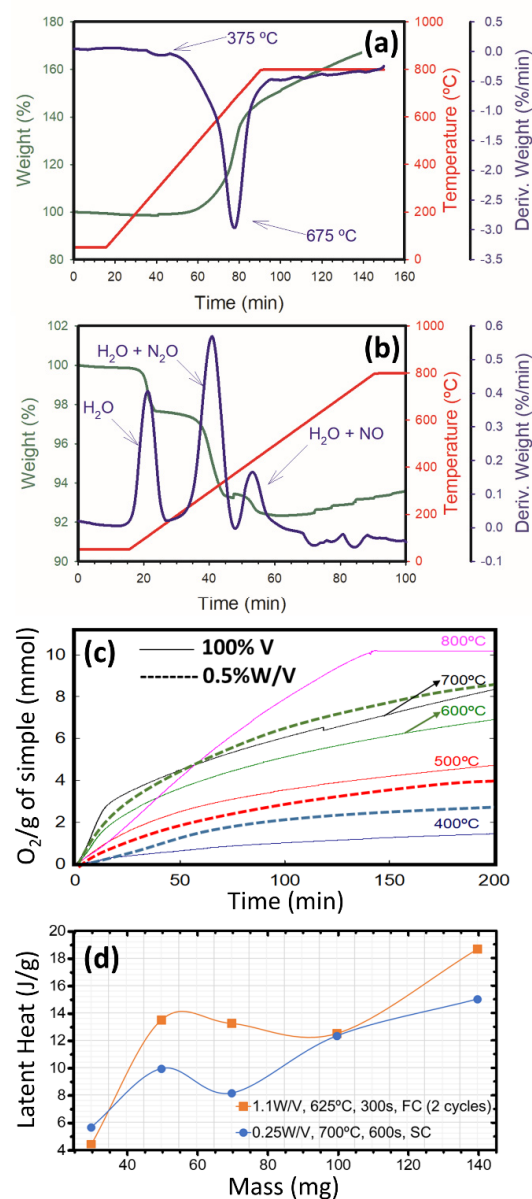 (a)
375 ºC
675 ºC
180
160
140
120
100
80
Weight (%)
0
20
40
60
80
100
120
140
160
Time (min)
1000
800
600
400
200
0
Temperature (ºC)
0.5
0.0
-0.5
-1.0
-1.5
-2.0
-2.5
-3.0
-3.5
Deriv. Weight (%/min)
(b)
H2O + N2O
H2O
H2O + NO
102
100
98
96
94
92
90
Weight (%)
0
20
40
60
80
100
Time (min)
1000
800
600
400
200
0
Temperature (ºC)
0.6
0.5
0.4
0.3
0.2
0.1
0.0
-0.1
Deriv. Weight (%/min)
(c)
100% V
0.5%W/V
800ºC
700ºC
600ºC
500ºC
400ºC
10
8
6
4
2
0
O2/g of simple (mmol)
50
100
150
200
Time (min)
(d)
20
18
16
14
12
10
8
6
4
Latent Heat (J/g)
1.1W/V, 625ºC, 300s, FC (2 cycles)
0.25W/V, 700ºC, 600s, SC
40
60
80
100
120
140
Mass (mg)